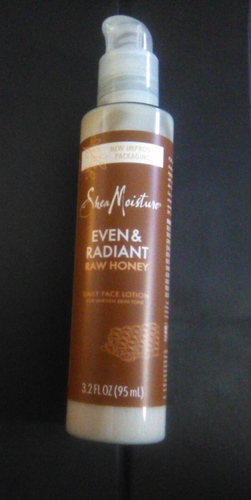 NEW IMPROVED
PACKAGING
SheaMoisture
EVEN &
RADIANT
RAW HONEY
DAILY FACE LOTION
3.2 FL OZ (95 mL)